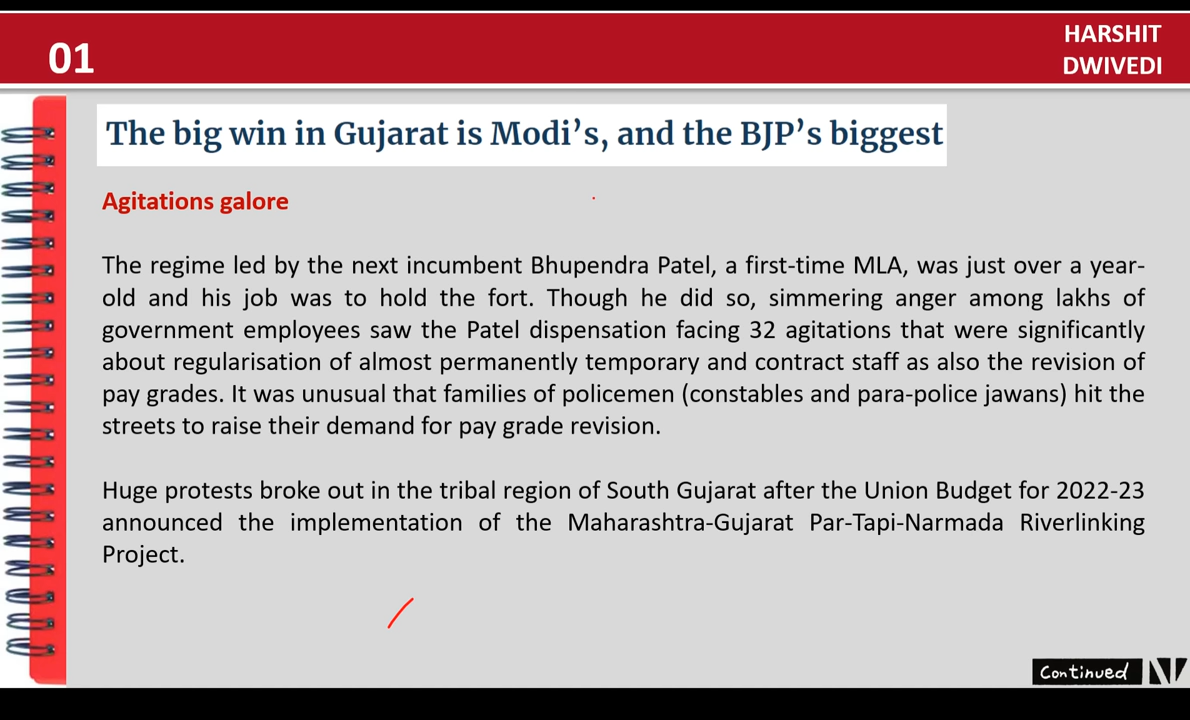 01
HARSHIT
DWIVEDI
The big win in Gujarat is Modi’s, and the BJP’s biggest
Agitations galore
The regime led by the next incumbent Bhupendra Patel, a first-time MLA, was just over a year-
old and his job was to hold the fort. Though he did so, simmering anger among lakhs of
government employees saw the Patel dispensation facing 32 agitations that were significantly
about regularisation of almost permanently temporary and contract staff as also the revision of
pay grades. It was unusual that families of policemen (constables and para-police jawans) hit the
streets to raise their demand for pay grade revision.
Huge protests broke out in the tribal region of South Gujarat after the Union Budget for 2022-23
announced the implementation of the Maharashtra-Gujarat Par-Tapi-Narmada Riverlinking
Project.
Continued